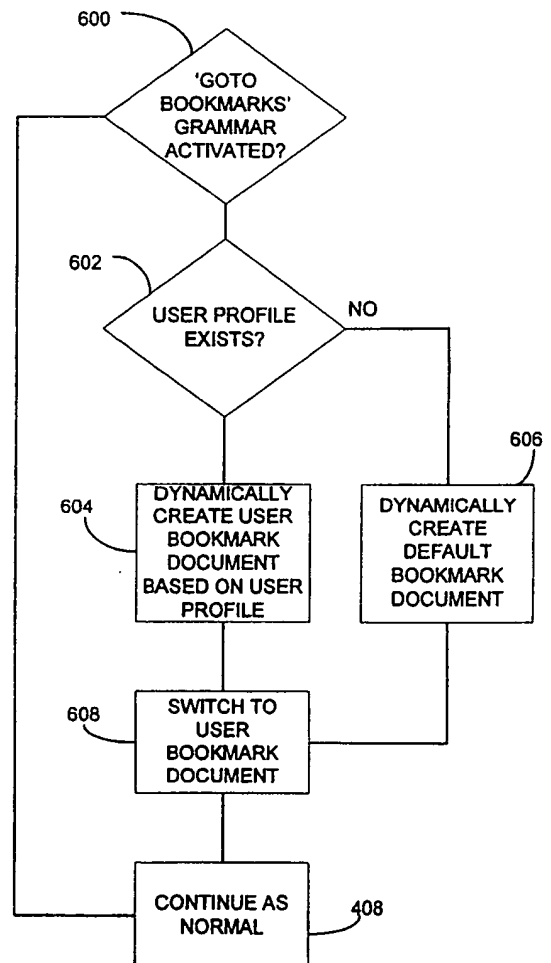 600
'GOTO
BOOKMARKS'
GRAMMAR
ACTIVATED?
602
USER PROFILE
EXISTS?
NO
604
DYNAMICALLY
CREATE USER
BOOKMARK
DOCUMENT
BASED ON USER
PROFILE
606
DYNAMICALLY
CREATE
DEFAULT
BOOKMARK
DOCUMENT
608
SWITCH TO
USER
BOOKMARK
DOCUMENT
CONTINUE AS
NORMAL
408